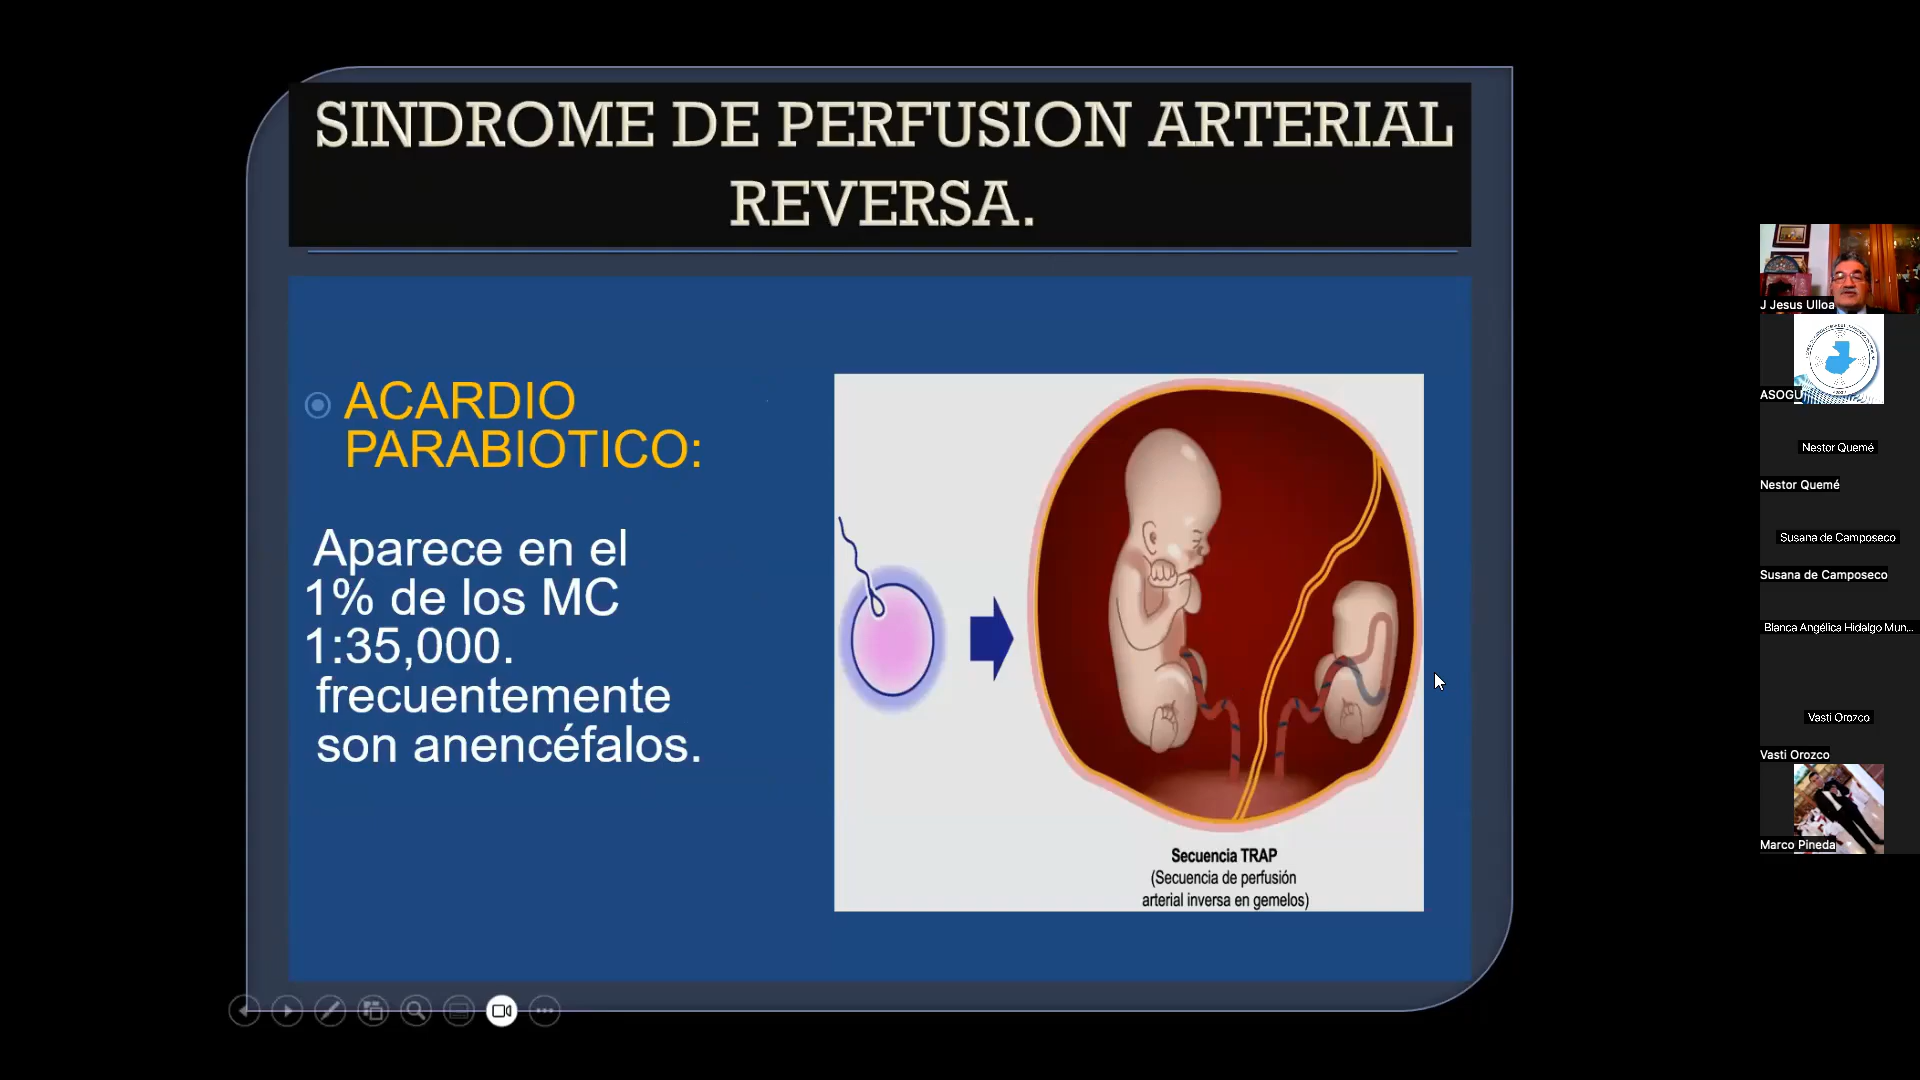 SINDROME DE PERFUSION ARTERIAL
REVERSA.
ACARDIO
PARABIOTICO:
Aparece en el
1% de los MC
1:35,000.
frecuentemente
son anencéfalos.
Secuencia TRAP
(Secuencia de perfusión
arterial inversa en gemelos)
J Jesus Ulloa
ASOGU
Nestor Quemé
Nestor Quemé
Susana de Camposeco
Susana de Camposeco
Blanca Angélica Hidalgo Mun...
Vasti Orozco
Vasti Orozco
Marco Pineda